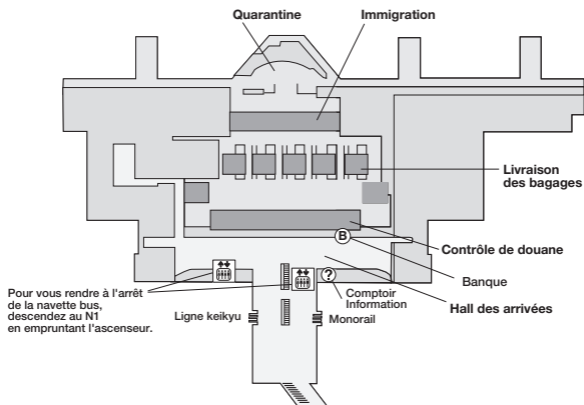 Quarantine
Immigration
Livraison
des bagages
B
Contrôle de douane
Banque
Pour vous rendre à l'arrêt
de la navette bus,
descendez au N1
en empruntant l'ascenseur.
?
Comptoir
Information
Hall des arrivées
Ligne keikyu
Monorail